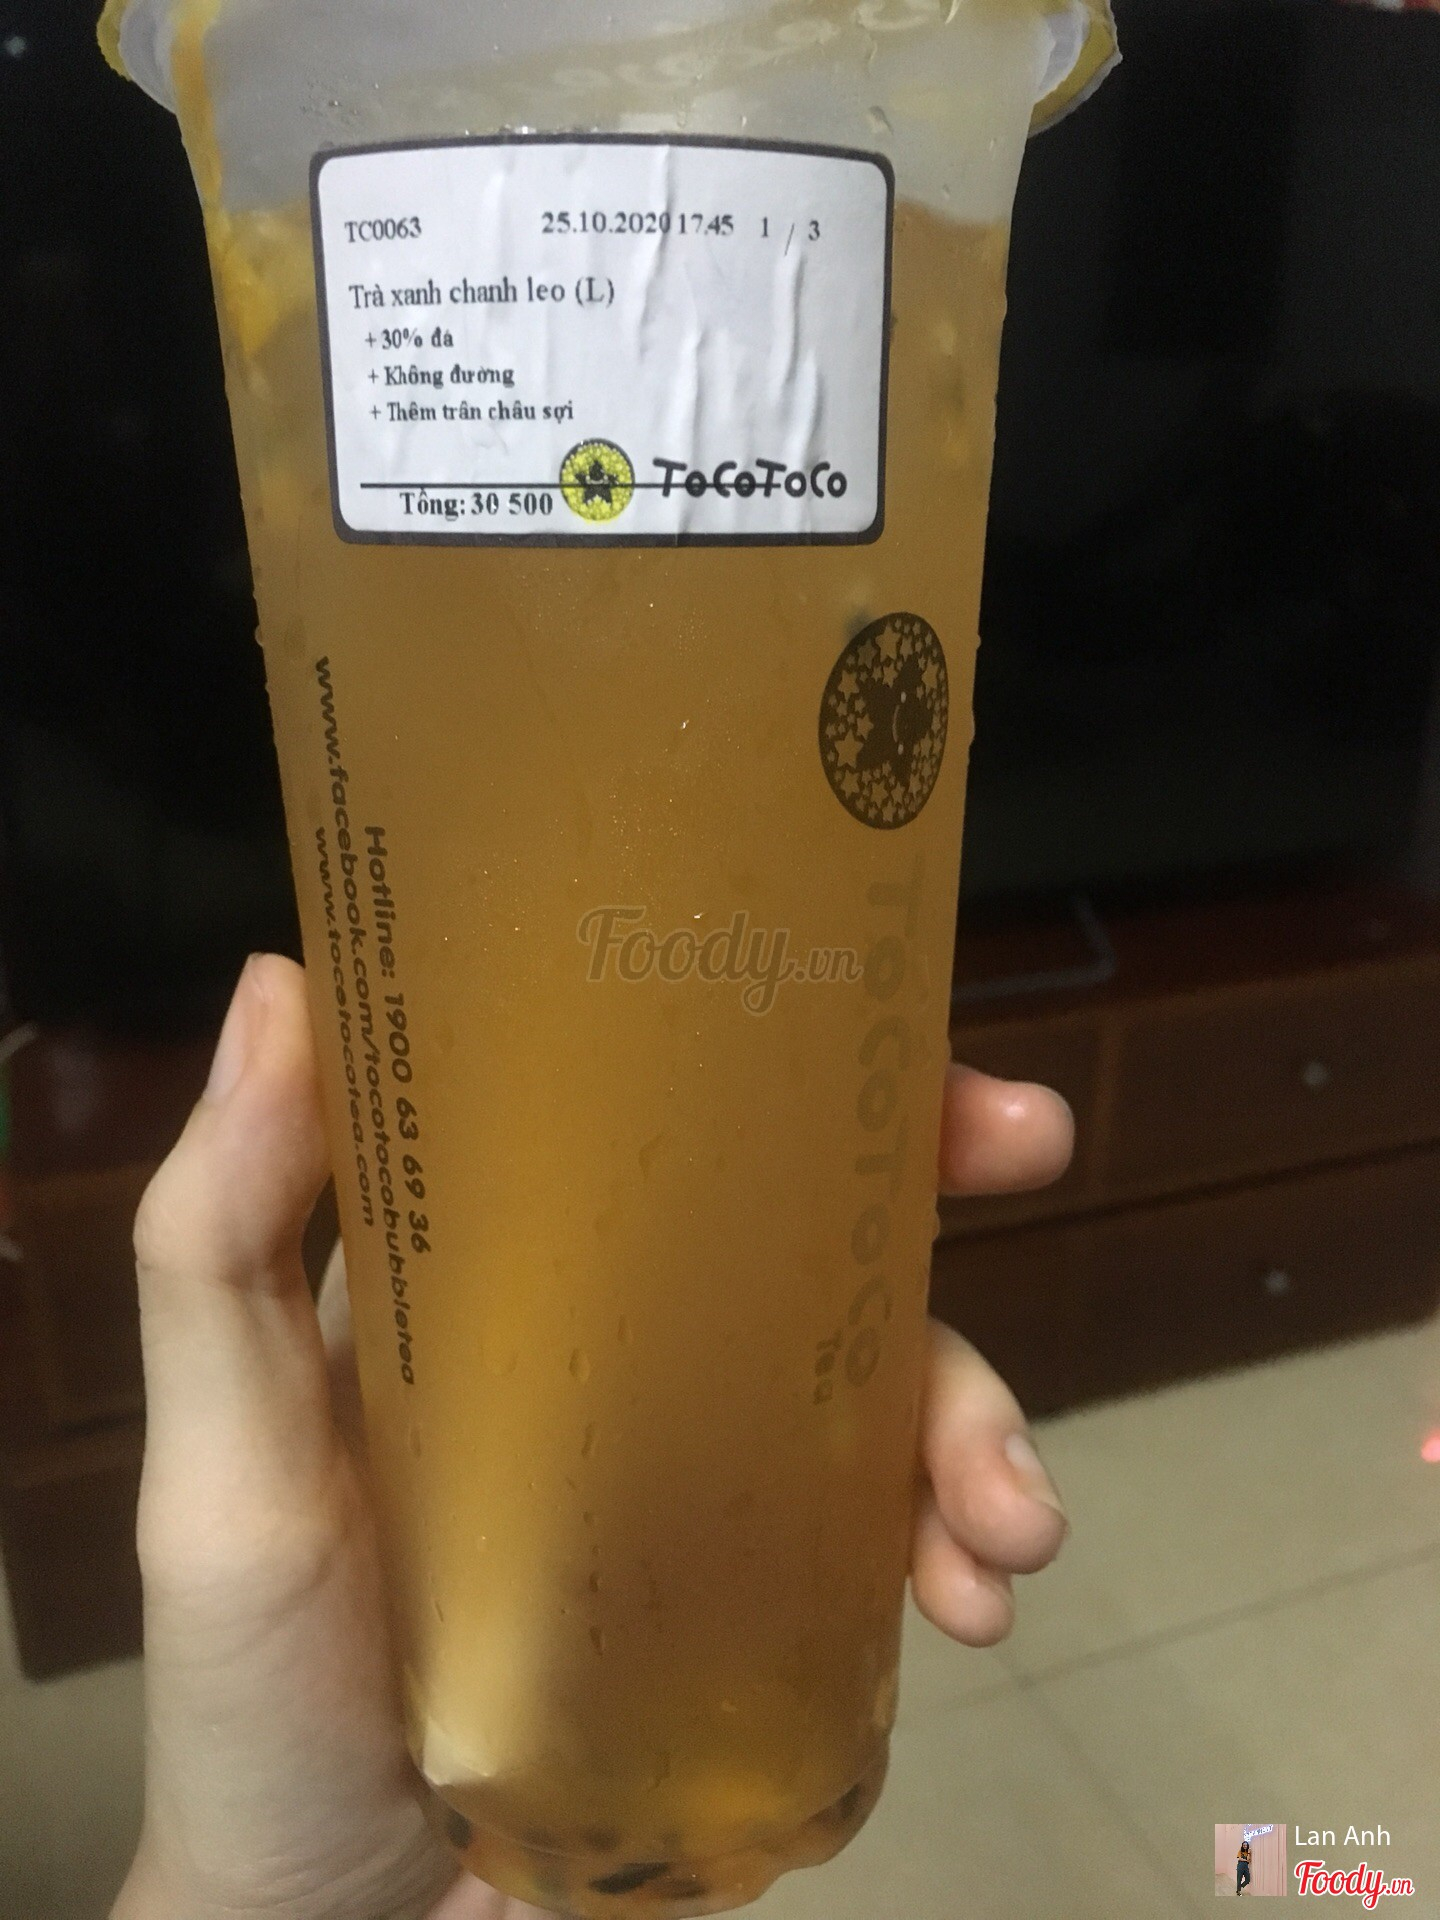 TC0063 25.10.2020 17.45 1 / 3
Trà xanh chanh leo (L)
+ 30% đá
+ Không đường
+ Thêm trân châu sợi
Tổng: 30 500 ToCoToCo
Hotline: 1900 63 69 36
www.facebook.com/tocotocobubbletea
www.tocotocotea.com
ToCoToCo
Tea
Foody.vn
Lan Anh
Foody.vn